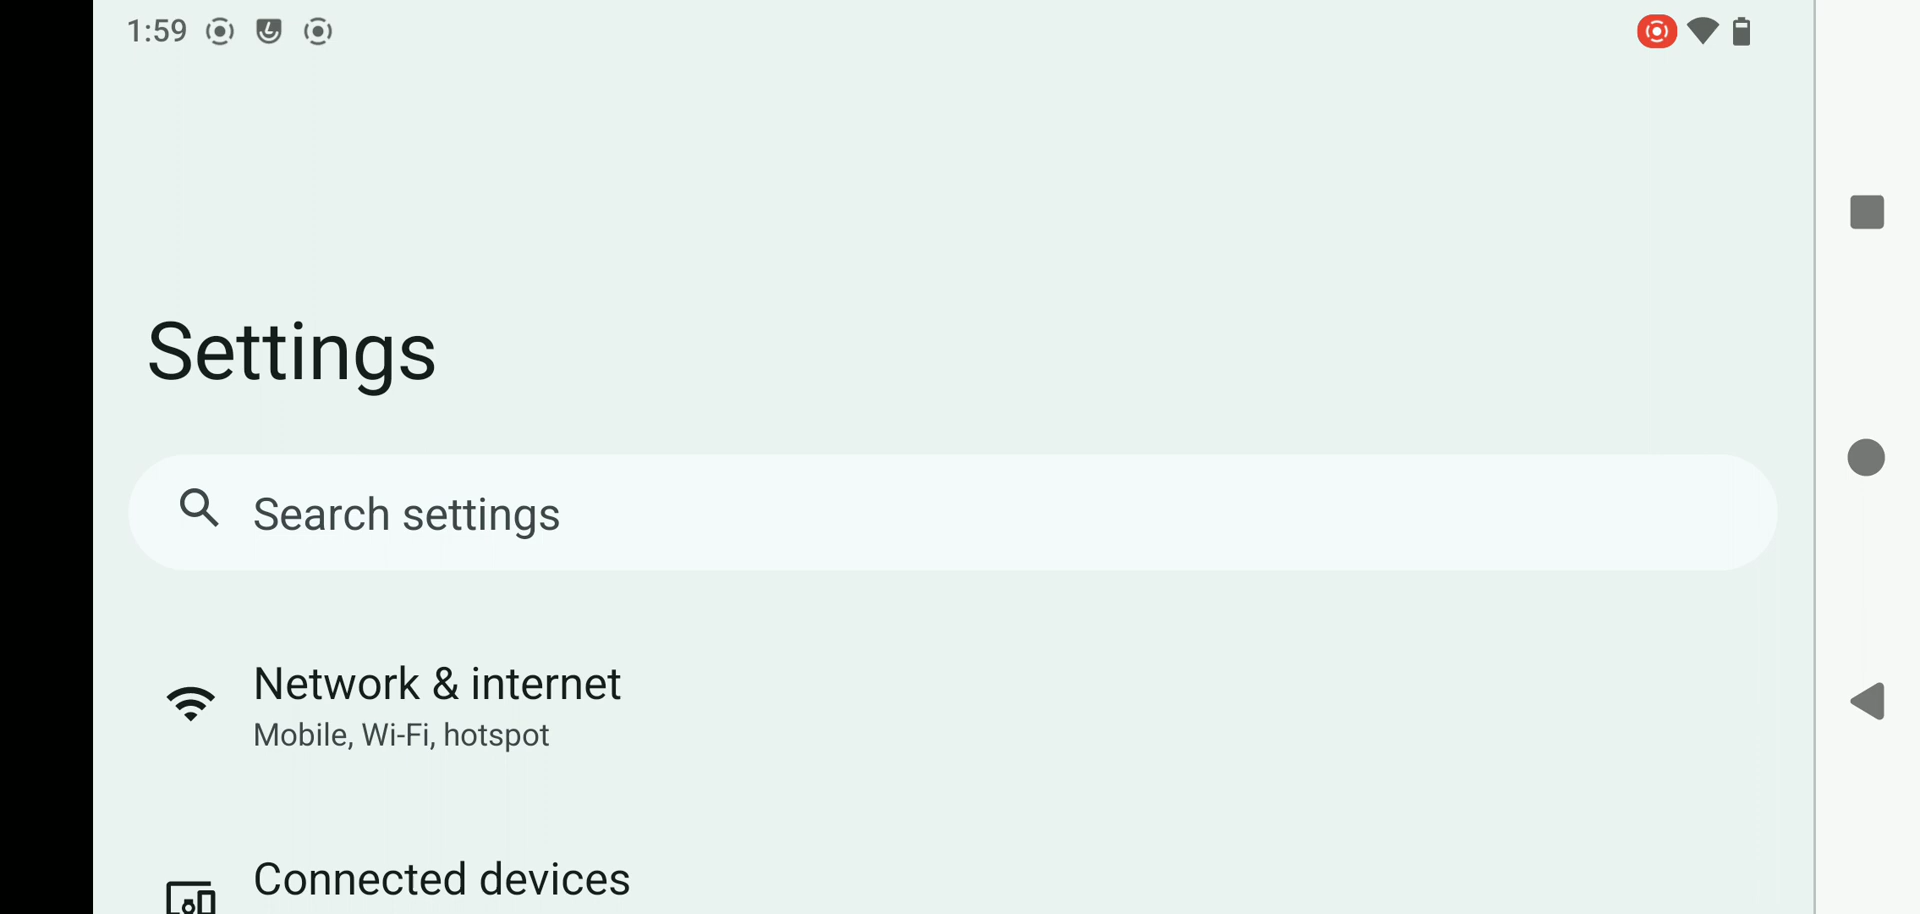 1:59
Settings
Search settings
Network & internet
Mobile, Wi-Fi, hotspot
Connected devices